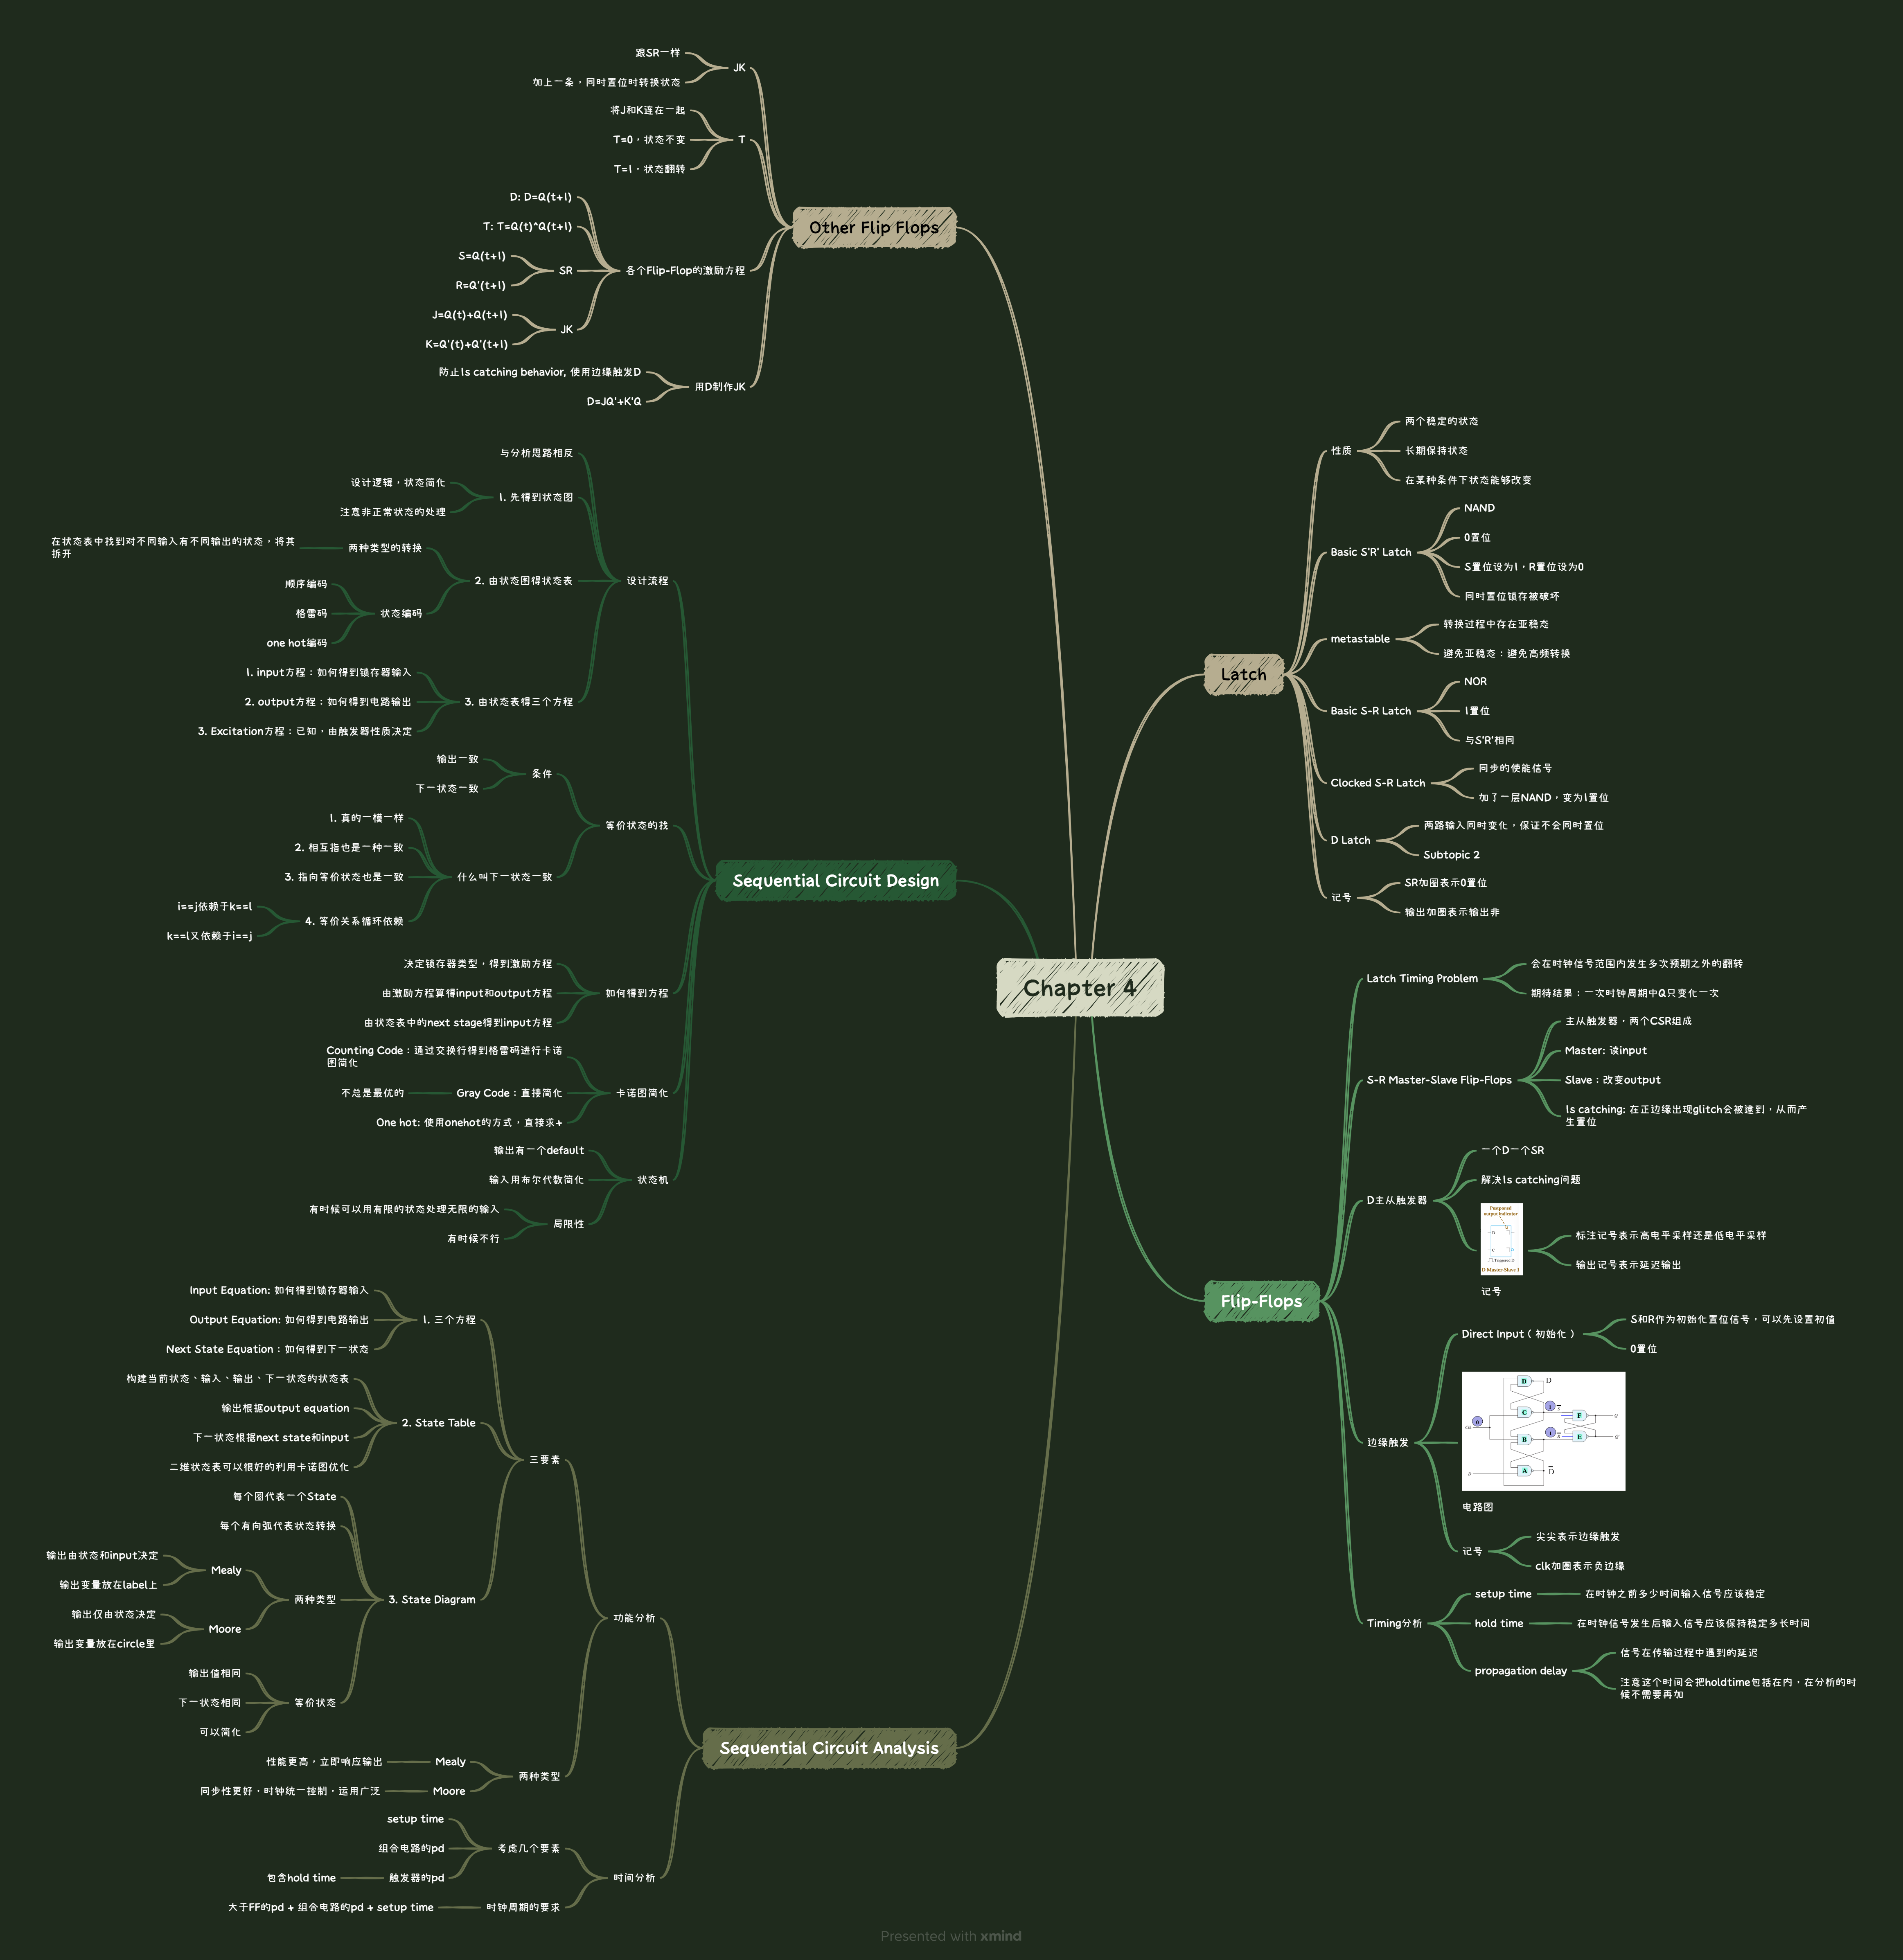 Chapter 4
Latch
性质
两个稳定的状态
长期保持状态
在某种条件下状态能够改变
Basic S'R' Latch
NAND
0置位
S置位设为1，R置位设为0
同时置位锁存被破坏
metastable
转换过程中存在亚稳态
避免亚稳态：避免高频转换
Basic S-R Latch
NOR
1置位
与S'R'相同
Clocked S-R Latch
同步的使能信号
加了一层NAND，变为1置位
D Latch
两路输入同时变化，保证不会同时置位
Subtopic 2
记号
SR加圈表示0置位
输出加圈表示输出非
Flip-Flops
Latch Timing Problem
会在时钟信号范围内发生多次预期之外的翻转
期待结果：一次时钟周期中Q只变化一次
S-R Master-Slave Flip-Flops
主从触发器，两个CSR组成
Master: 读input
Slave：改变output
1s catching: 在正边缘出现glitch会被逮到，从而产
生置位
D主从触发器
一个D一个SR
解决1s catching问题
Postponed
output indicator
D
C
Triggered D
D Master-Slave
记号
标注记号表示高电平采样还是低电平采样
输出记号表示延迟输出
边缘触发
Direct Input（初始化）
S和R作为初始化置位信号，可以先设置初值
0置位
D
D
C
1
F
0
B
1
E
A
D
电路图
记号
尖尖表示边缘触发
clk加圈表示负边缘
Timing分析
setup time
在时钟之前多少时间输入信号应该稳定
hold time
在时钟信号发生后输入信号应该保持稳定多长时间
propagation delay
信号在传输过程中遇到的延迟
注意这个时间会把holdtime包括在内，在分析的时
候不需要再加
Other Flip Flops
JK
跟SR一样
加上一条，同时置位时转换状态
T
将J和K连在一起
T=0，状态不变
T=1，状态翻转
各个Flip-Flop的激励方程
D: D=Q(t+1)
T: T=Q(t)^Q(t+1)
SR
S=Q(t+1)
R=Q'(t+1)
JK
J=Q(t)+Q(t+1)
K=Q'(t)+Q'(t+1)
用D制作JK
防止1s catching behavior, 使用边缘触发D
D=JQ'+K'Q
Sequential Circuit Design
设计流程
与分析思路相反
1. 先得到状态图
设计逻辑，状态简化
注意非正常状态的处理
2. 由状态图得状态表
两种类型的转换
在状态表中找到对不同输入有不同输出的状态，将其
拆开
状态编码
顺序编码
格雷码
one hot编码
3. 由状态表得三个方程
1. input方程：如何得到锁存器输入
2. output方程：如何得到电路输出
3. Excitation方程：已知，由触发器性质决定
等价状态的找
条件
输出一致
下一状态一致
什么叫下一状态一致
1. 真的一模一样
2. 相互指也是一种一致
3. 指向等价状态也是一致
4. 等价关系循环依赖
i==j依赖于k==l
k==l又依赖于i==j
如何得到方程
决定锁存器类型，得到激励方程
由激励方程算得input和output方程
由状态表中的next stage得到input方程
卡诺图简化
Counting Code：通过交换行得到格雷码进行卡诺
图简化
Gray Code：直接简化
不总是最优的
One hot: 使用onehot的方式，直接求+
状态机
输出有一个default
输入用布尔代数简化
局限性
有时候可以用有限的状态处理无限的输入
有时候不行
Sequential Circuit Analysis
功能分析
三要素
1. 三个方程
Input Equation: 如何得到锁存器输入
Output Equation: 如何得到电路输出
Next State Equation：如何得到下一状态
2. State Table
构建当前状态、输入、输出、下一状态的状态表
输出根据output equation
下一状态根据next state和input
二维状态表可以很好的利用卡诺图优化
3. State Diagram
每个圈代表一个State
每个有向弧代表状态转换
两种类型
Mealy
输出由状态和input决定
输出变量放在label上
Moore
输出仅由状态决定
输出变量放在circle里
等价状态
输出值相同
下一状态相同
可以简化
两种类型
Mealy
性能更高，立即响应输出
Moore
同步性更好，时钟统一控制，运用广泛
时间分析
考虑几个要素
setup time
组合电路的pd
触发器的pd
包含hold time
时钟周期的要求
大于FF的pd + 组合电路的pd + setup time
Presented with xmind